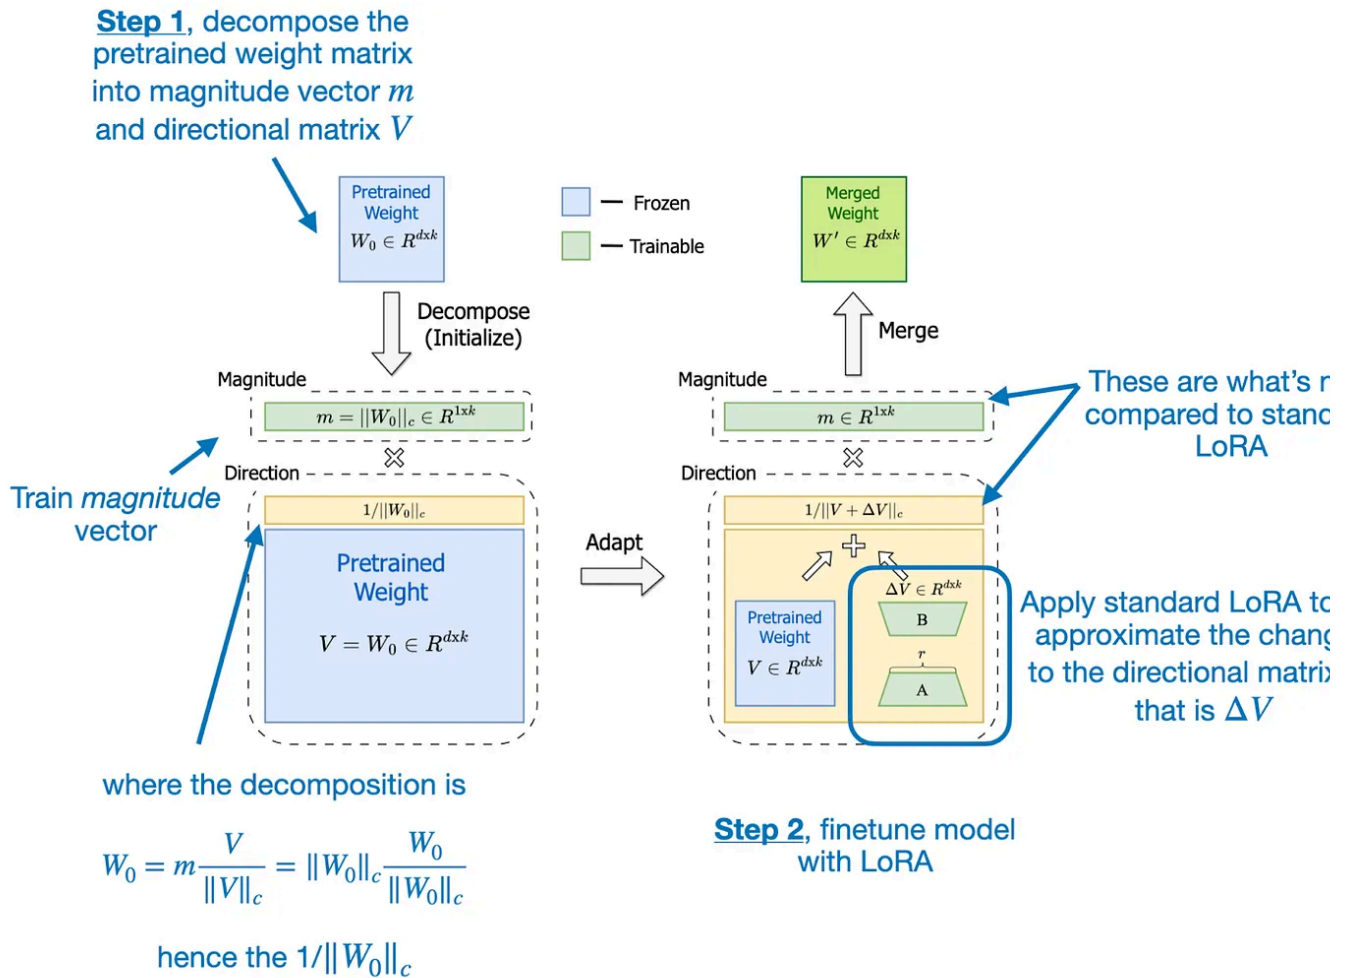 Step 1, decompose the
pretrained weight matrix
into magnitude vector m
and directional matrix V
Pretrained
Weight
W₀ ∈ R^{dxk}
Frozen
Trainable
Merged
Weight
W′ ∈ R^{dxk}
Decompose
(Initialize)
Merge
Magnitude
m = ||W₀||_c ∈ R^{1xk}
Direction
1/||W₀||_c
Pretrained
Weight
V = W₀ ∈ R^{dxk}
Train magnitude
vector
Adapt
Magnitude
m ∈ R^{1xk}
Direction
1/||V + ΔV||_c
Pretrained
Weight
V ∈ R^{dxk}
ΔV ∈ R^{dxk}
B
r
A
These are what's
compared to
LoRA
Apply standard LoRA to
approximate the
to the directional
that is ΔV
where the decomposition is
W₀ = m V/||V||_c = ||W₀||_c W₀/||W₀||_c
hence the 1/||W₀||_c
Step 2, finetune model
with LoRA